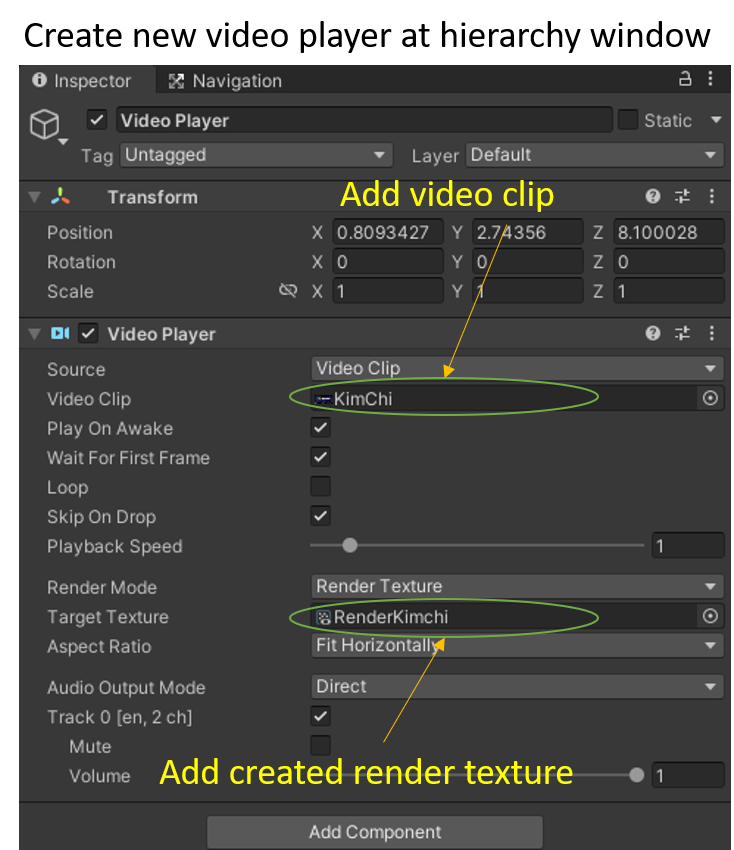 Create new video player at hierarchy window
Inspector Navigation
Video Player Static
Tag Untagged Layer Default
Transform
Add video clip
Position X 0.8093427 Y 2.74356 Z 8.100028
Rotation X 0 Y 0 Z 0
Scale X 1 Y 1 Z 1
Video Player
Source Video Clip
Video Clip KimChi
Play On Awake
Wait For First Frame
Loop
Skip On Drop
Playback Speed 1
Render Mode Render Texture
Target Texture RenderKimchi
Aspect Ratio Fit Horizontally
Audio Output Mode Direct
Track 0 [en, 2 ch]
Mute
Volume 1
Add created render texture
Add Component